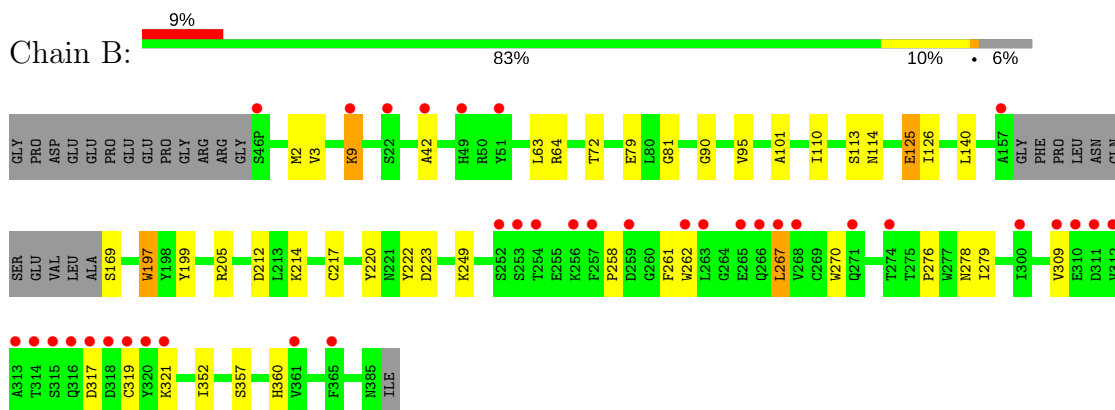 9%
Chain B:
83% 10% • 6%
GLY PRO ASP GLU GLU PRO GLU GLU PRO GLY ARG ARG GLY S46P M2 V3 K9 S22 A42 H49 R50 Y51 L63 R64 T72 E79 L80 G81 G90 V95 A101 I110 S113 N114 E125 I126 L140 A157 GLY PHE PRO LEU ASN GLN
SER GLU VAL LEU ALA S169 W197 Y198 Y199 R205 D212 L213 K214 C217 Y220 N221 Y222 D223 K249 S252 S253 T254 E255 K256 F257 P258 D259 G260 F261 W262 L263 G264 E265 Q266 L267 V268 C269 W270 Q271 T274 T275 P276 W277 N278 I279 I300 V309 E310 D311 V312
A313 T314 S315 Q316 D317 D318 C319 Y320 K321 I352 S357 H360 V361 F365 N385 ILE